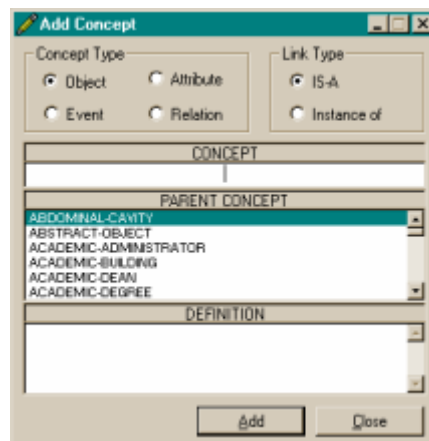 Add Concept
Concept Type
Link Type
Object
Attribute
IS-A
Event
Relation
Instance of
CONCEPT
PARENT CONCEPT
ABDOMINAL-CAVITY
ABSTRACT-OBJECT
ACADEMIC-ADMINISTRATOR
ACADEMIC-BUILDING
ACADEMIC-DEAN
ACADEMIC-DEGREE
DEFINITION
Add
Close